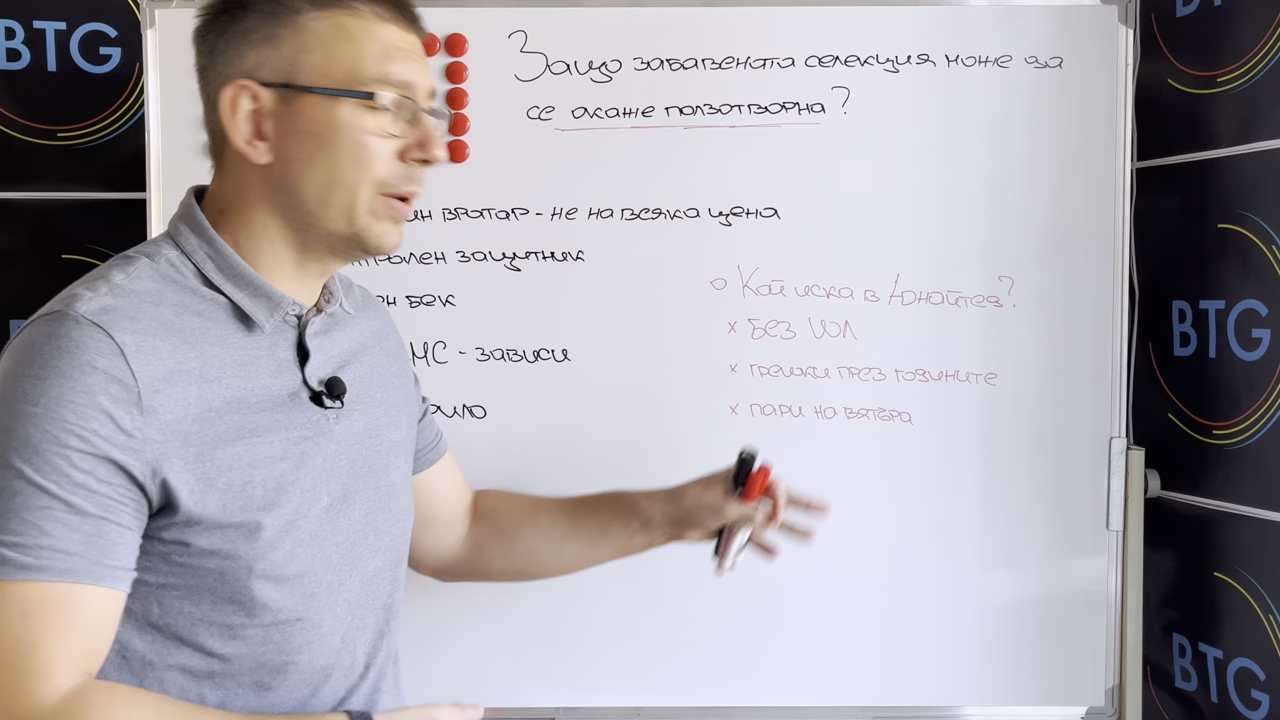 BTG
Защо забавената селекция може да
се окаже ползотворна?
вратар - не на всяка цена
защитник
бек
МС - зависи
Кой иска в Юнайтед?
x Без ШЛ
x грешки през годините
x пари на вятъра
BTG
BTG